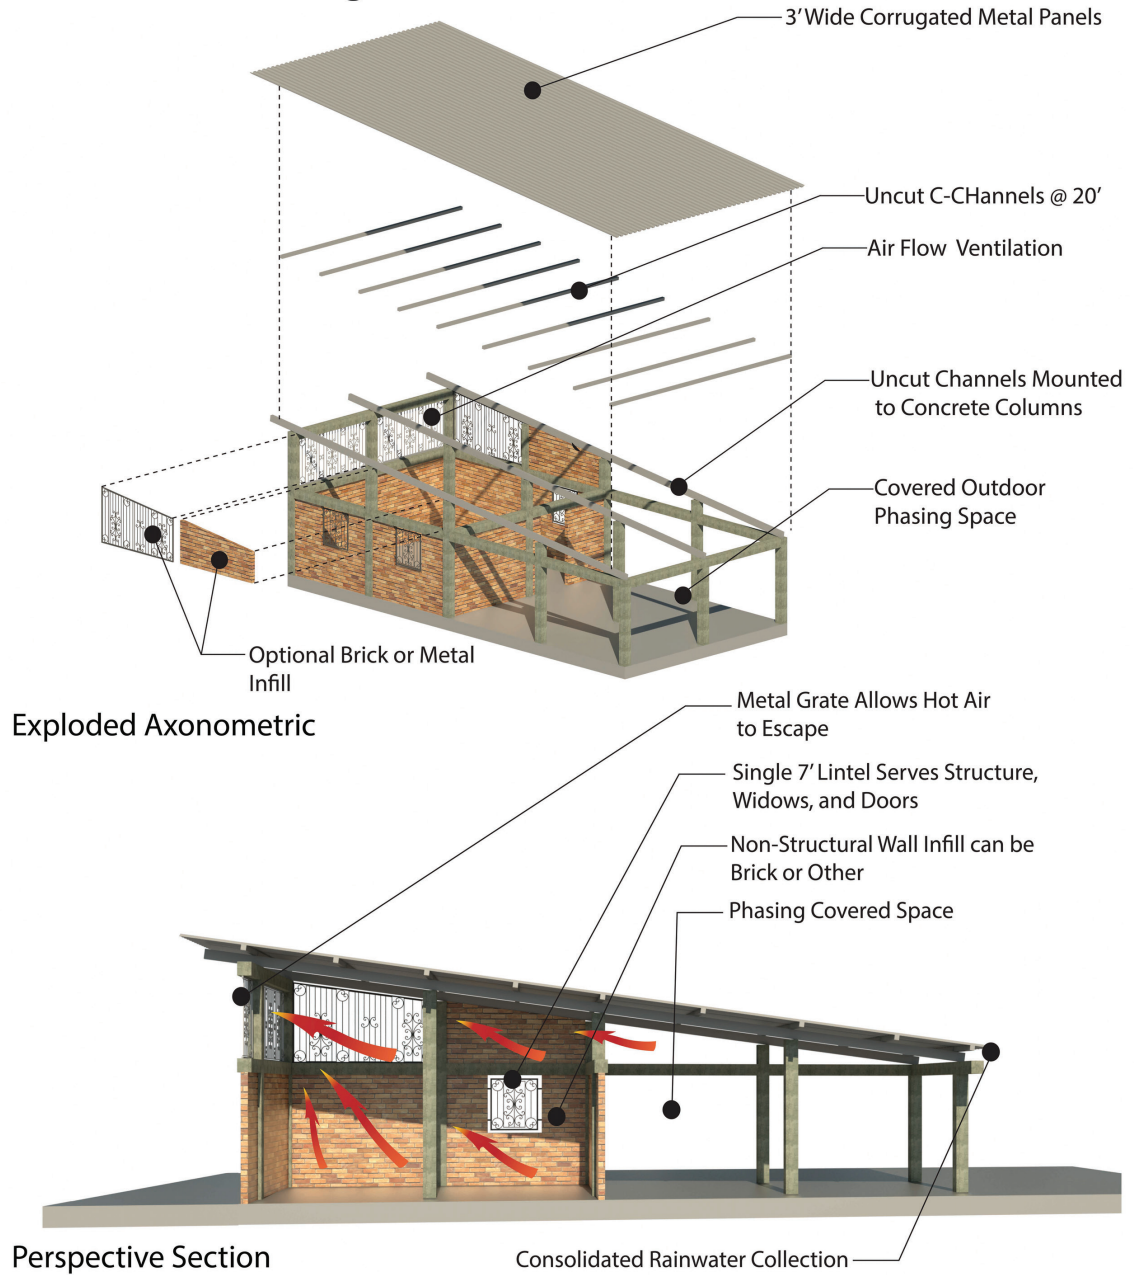 3' Wide Corrugated Metal Panels
Uncut C-CHannels @ 20'
Air Flow  Ventilation
Uncut Channels Mounted
to Concrete Columns
Covered Outdoor
Phasing Space
Optional Brick or Metal
Infill
Exploded Axonometric
Metal Grate Allows Hot Air
to Escape
Single 7' Lintel Serves Structure,
Widows, and Doors
Non-Structural Wall Infill can be
Brick or Other
Phasing Covered Space
Perspective Section
Consolidated Rainwater Collection